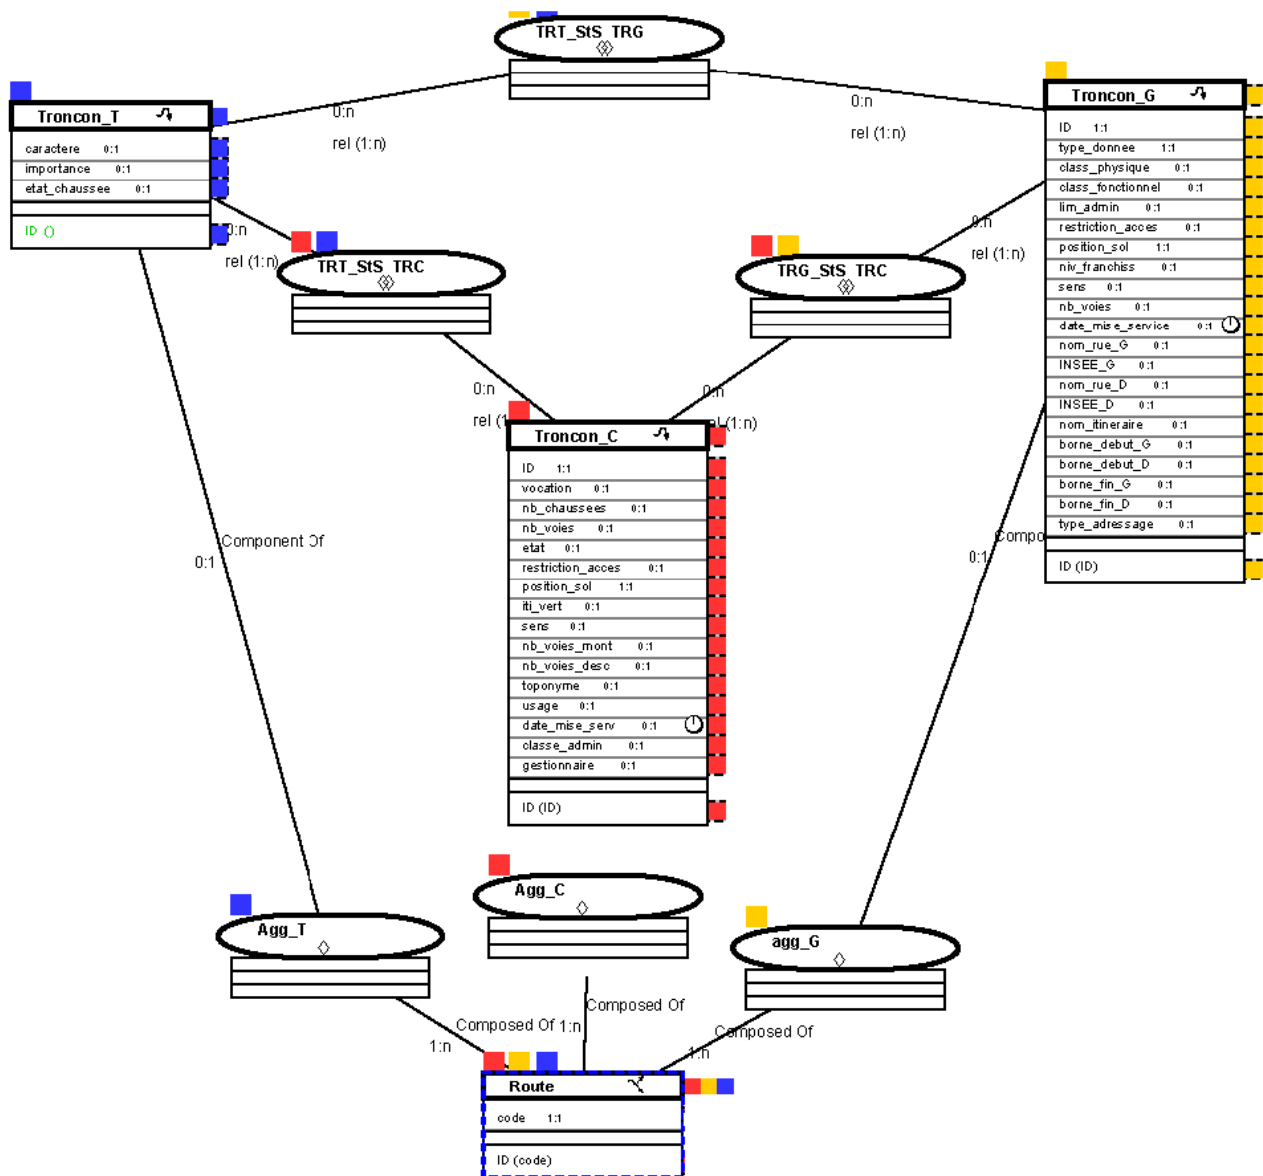 TRT_StS_TRG
Troncon_T
caractere 0:1
importance 0:1
etat_chaussee 0:1
ID ()
0:n
rel (1:n)
0:n
rel (1:n)
Troncon_G
ID 1:1
type_donnee 1:1
class_physique 0:1
class_fonctionnel 0:1
lim_admin 0:1
restriction_acces 0:1
position_sol 1:1
niv_franchiss 0:1
sens 0:1
nb_voies 0:1
date_mise_service 0:1
nom_rue_G 0:1
INSEE_G 0:1
nom_rue_D 0:1
INSEE_D 0:1
nom_itineraire 0:1
borne_debut_G 0:1
borne_debut_D 0:1
borne_fin_G 0:1
borne_fin_D 0:1
type_adressage 0:1
ID (ID)
0:n
rel (1:n)
TRT_StS_TRC
TRG_StS_TRC
0:n
rel (1:n)
0:n
rel (1
0:n
el (1:n)
Troncon_C
ID 1:1
vocation 0:1
nb_chaussees 0:1
nb_voies 0:1
etat 0:1
restriction_acces 0:1
position_sol 1:1
iti_vert 0:1
sens 0:1
nb_voies_mont 0:1
nb_voies_desc 0:1
toponyme 0:1
usage 0:1
date_mise_serv 0:1
classe_admin 0:1
gestionnaire 0:1
ID (ID)
Component Of
0:1
Compo
0:1
Agg_T
Agg_C
agg_G
Composed Of
1:n
Composed Of
1:n
Composed Of
1:n
Route
code 1:1
ID (code)